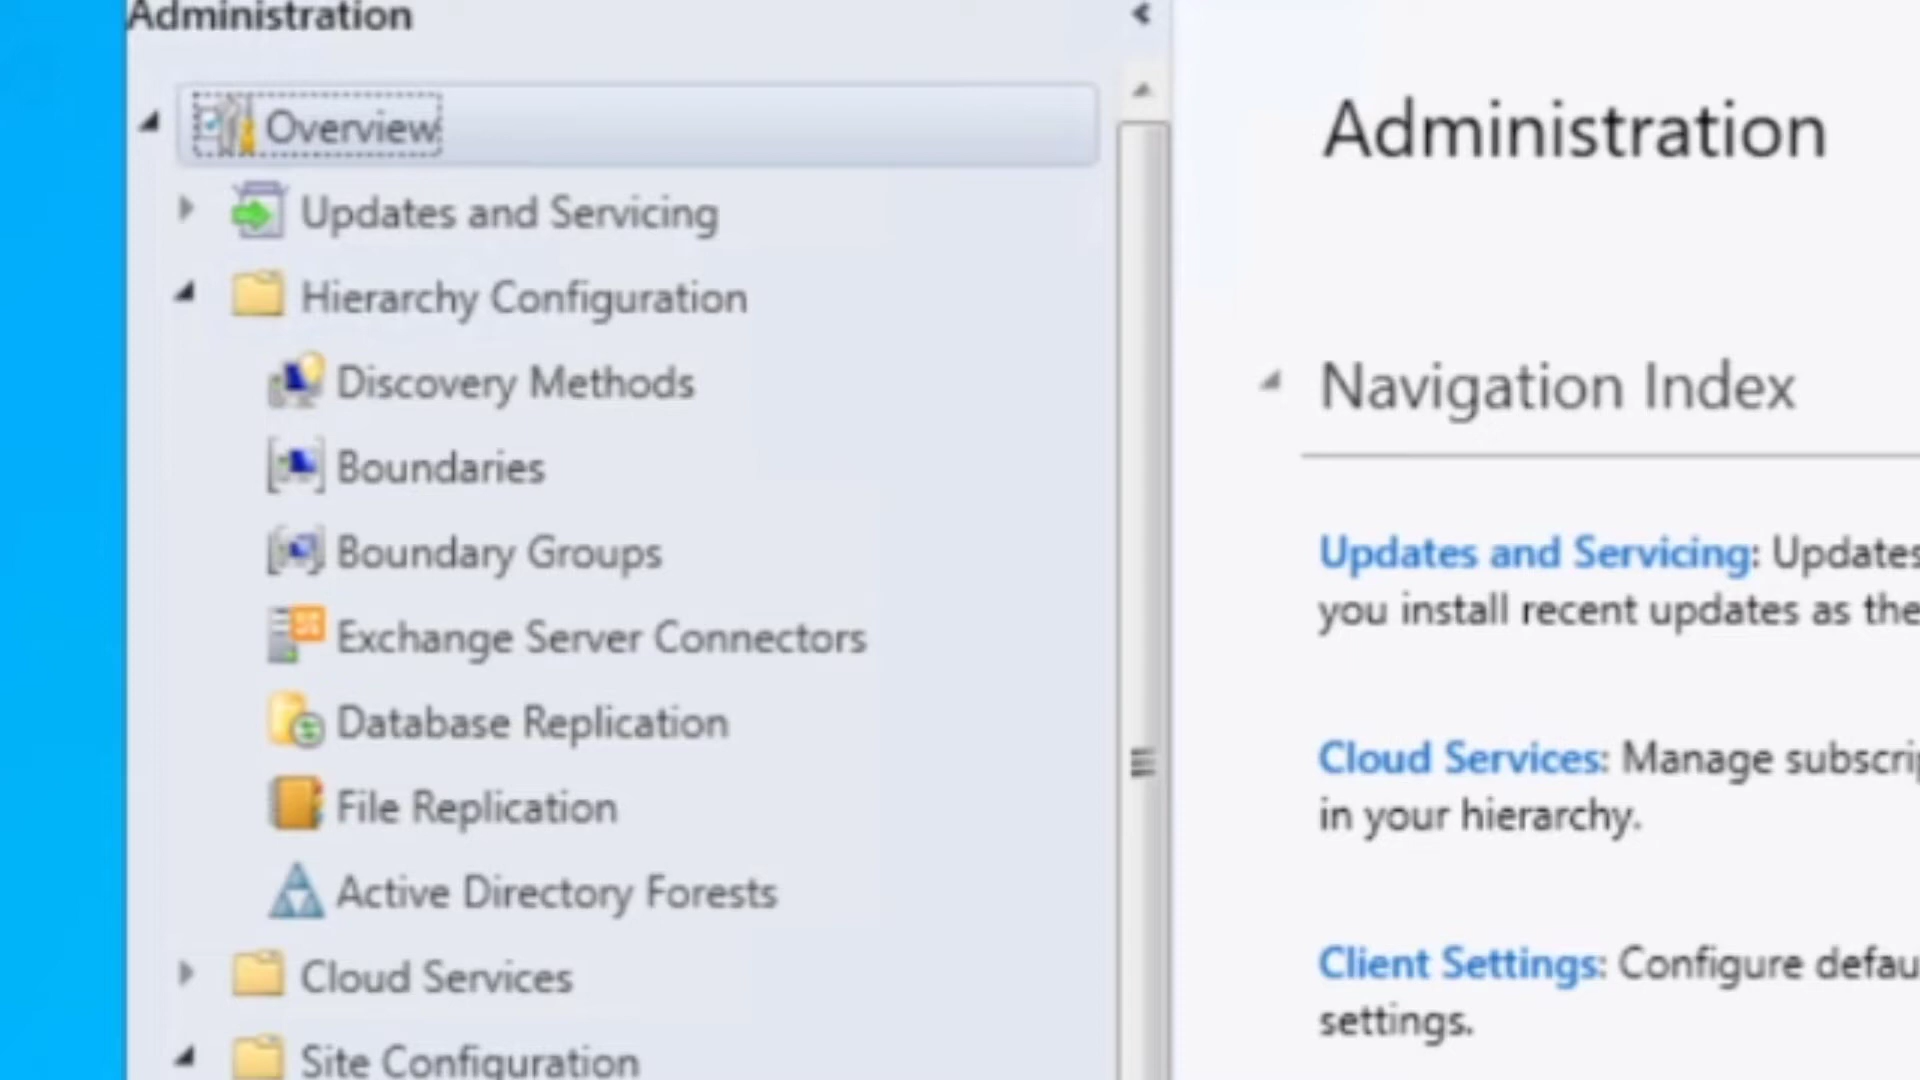 Administration
Overview
Updates and Servicing
Hierarchy Configuration
Discovery Methods
Boundaries
Boundary Groups
Exchange Server Connectors
Database Replication
File Replication
Active Directory Forests
Cloud Services
Site Configuration
Administration
Navigation Index
Updates and Servicing: Updates
you install recent updates as the
Cloud Services: Manage subscrip
in your hierarchy.
Client Settings: Configure defau
settings.